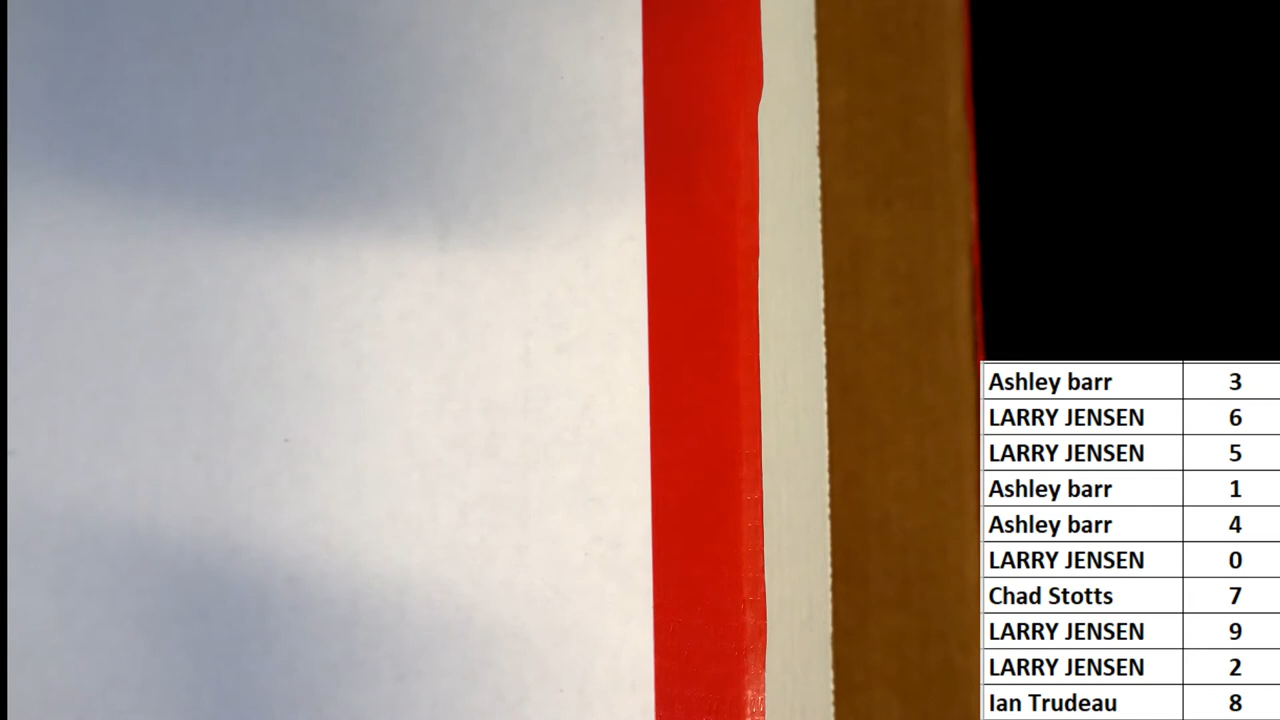 Ashley barr 3
LARRY JENSEN 6
LARRY JENSEN 5
Ashley barr 1
Ashley barr 4
LARRY JENSEN 0
Chad Stotts 7
LARRY JENSEN 9
LARRY JENSEN 2
Ian Trudeau 8